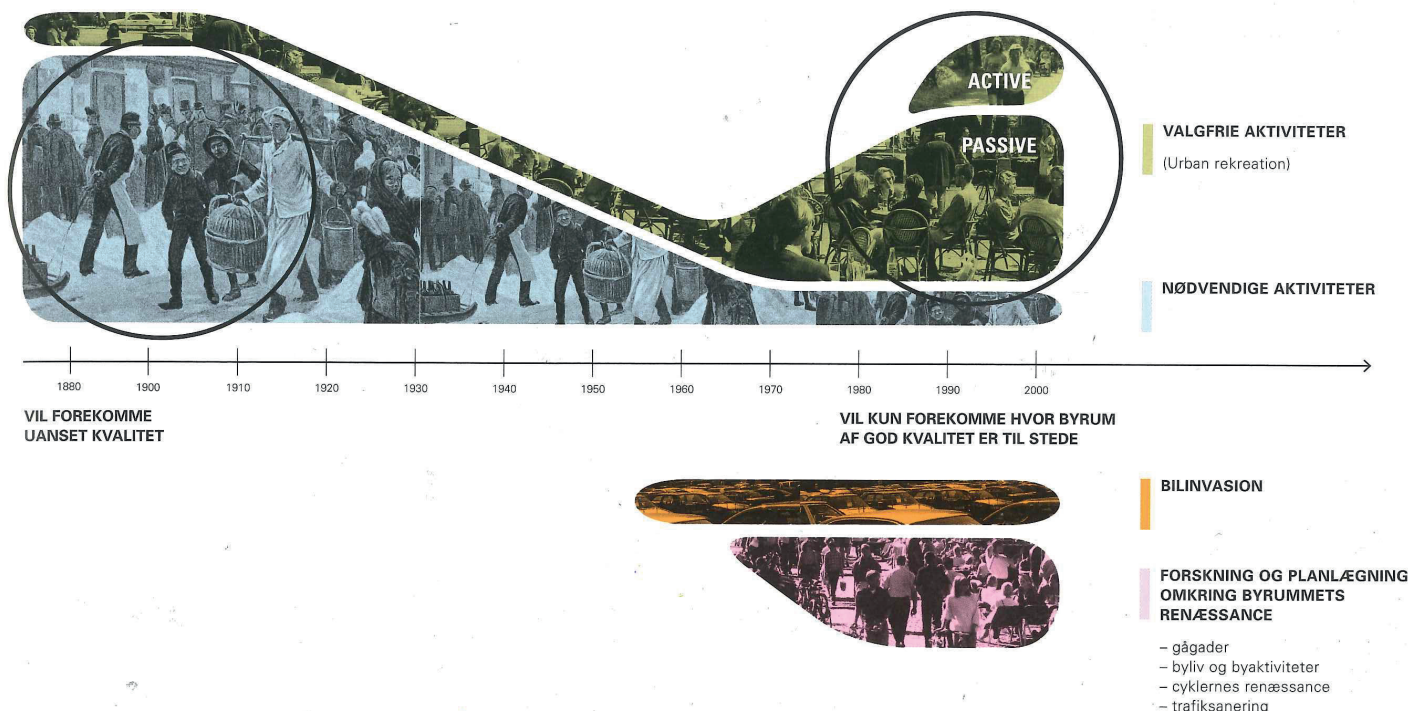 ACTIVE
PASSIVE
VALGFRIE AKTIVITETER
(Urban rekreation)
NØDVENDIGE AKTIVITETER
1880 1900 1910 1920 1930 1940 1950 1960 1970 1980 1990 2000
VIL FOREKOMME
UANSET KVALITET
VIL KUN FOREKOMME HVOR BYRUM
AF GOD KVALITET ER TIL STEDE
BILINVASION
FORSKNING OG PLANLÆGNING
OMKRING BYRUMMETS
RENÆSSANCE
– gågader
– byliv og byaktiviteter
– cyklernes renæssance
– trafiksanering